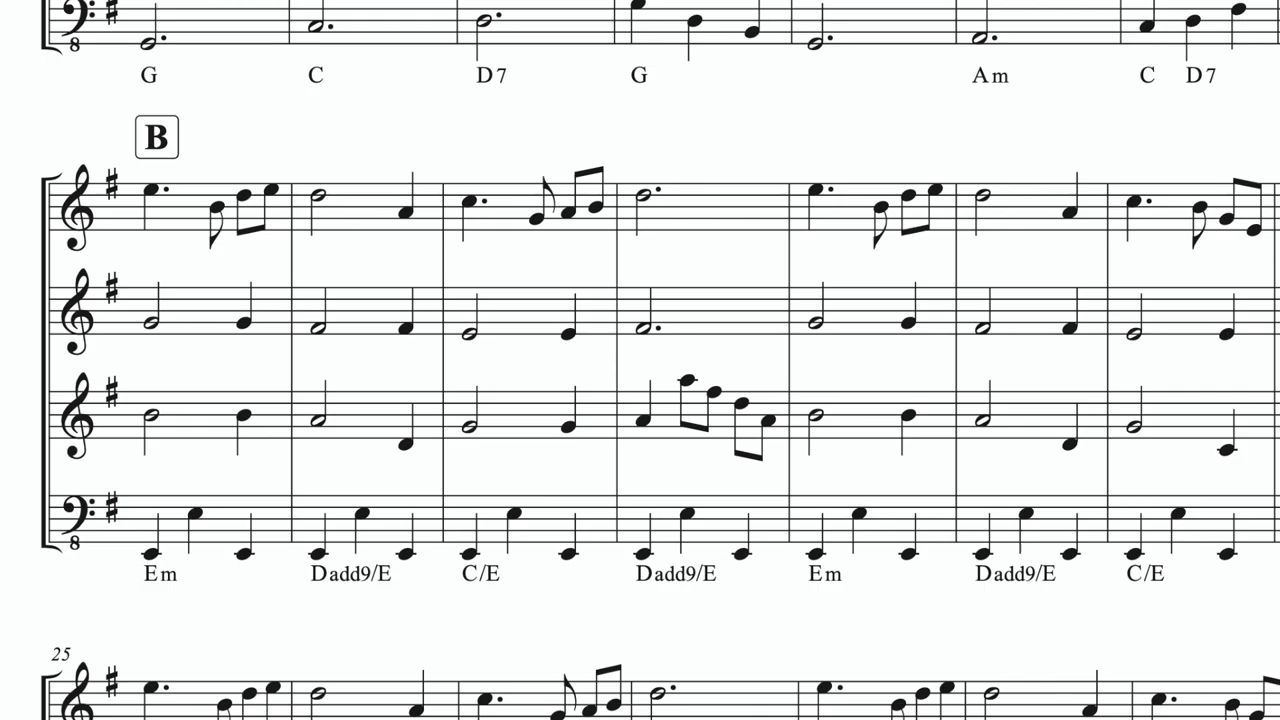 8
G C D7 G Am C D7
B
8
Em Dadd9/E C/E Dadd9/E Em Dadd9/E C/E
25